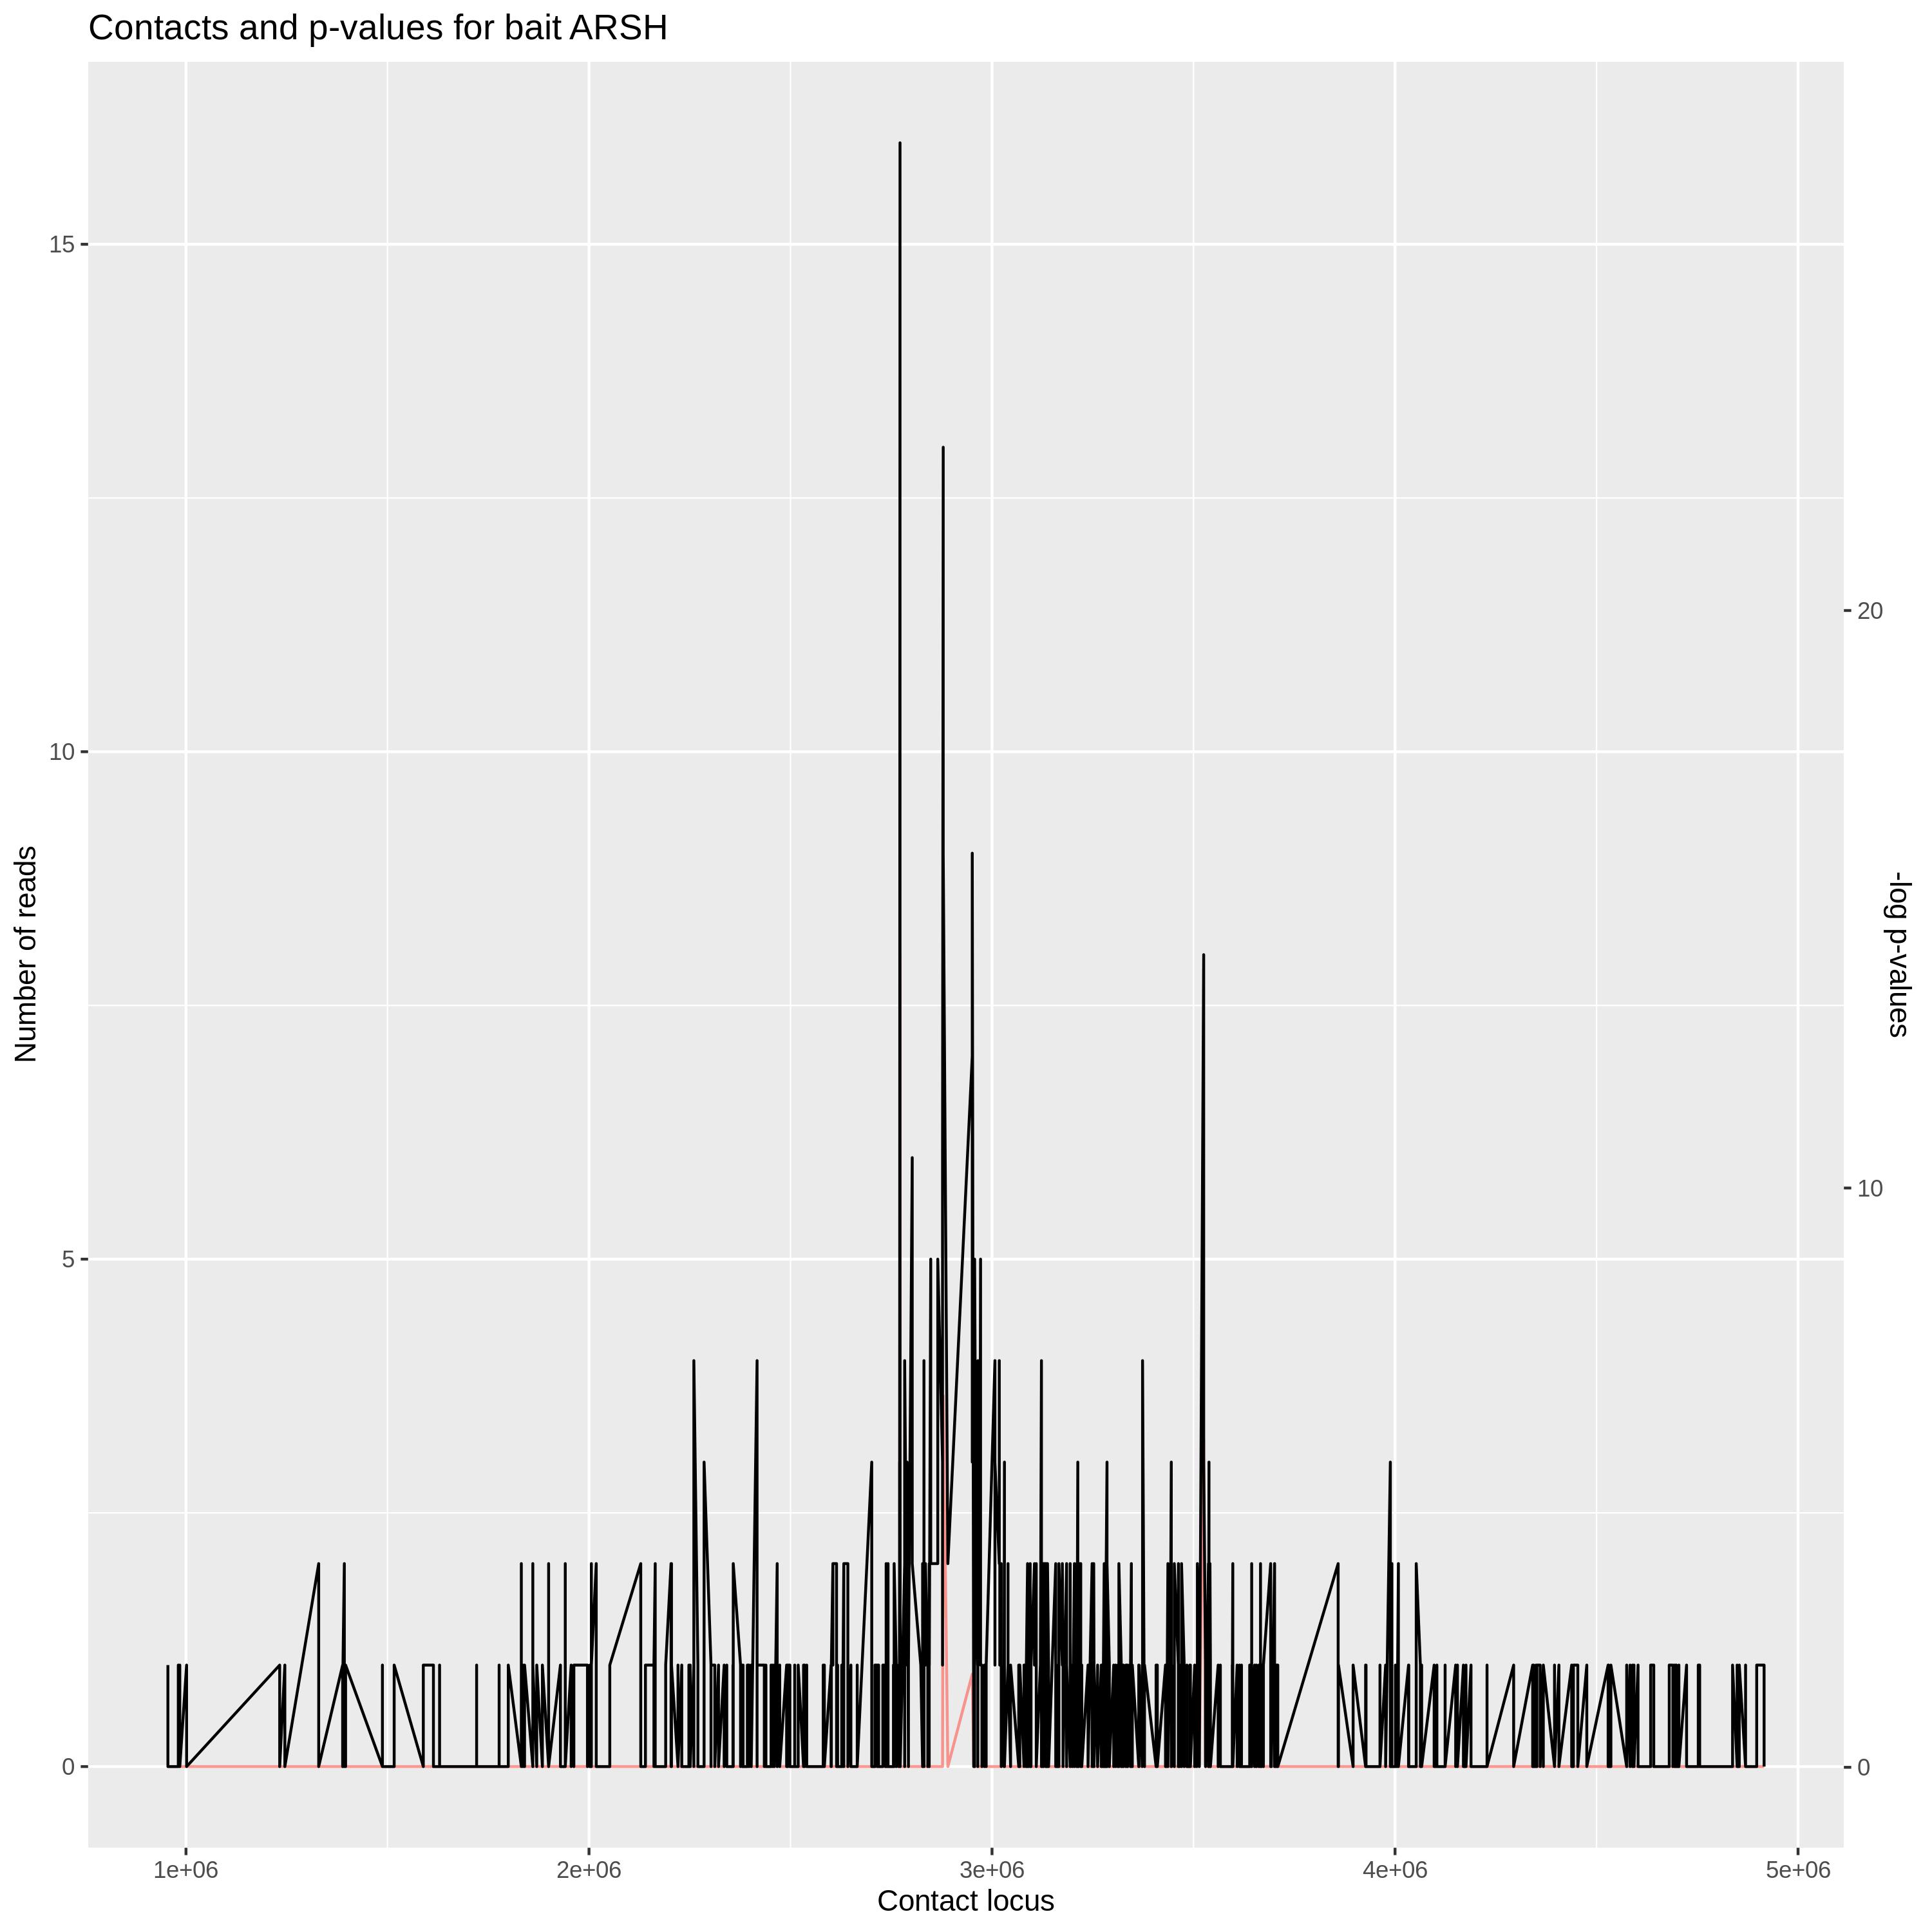 Contacts and p-values for bait ARSH
15
10
5
0
Number of reads
20
10
0
-log p-values
1e+06 2e+06 3e+06 4e+06 5e+06
Contact locus